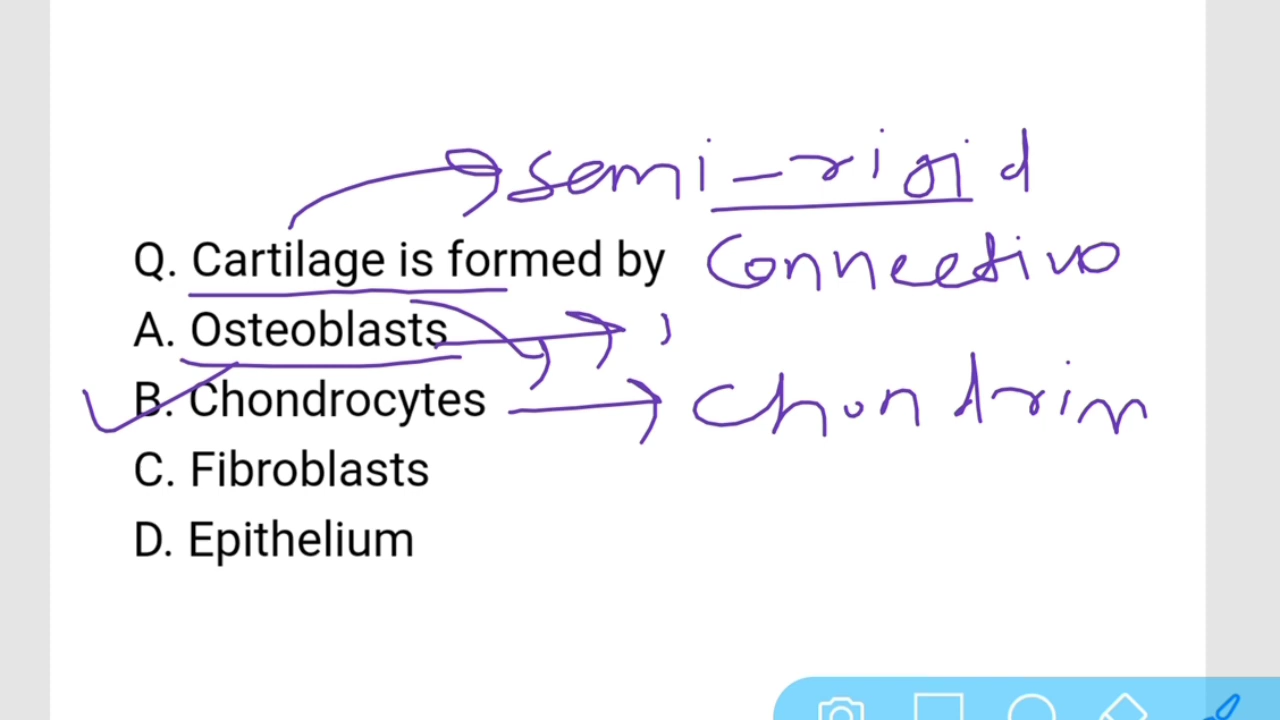 semi-rigid
Q. Cartilage is formed by connective
A. Osteoblasts
B. Chondrocytes chondrin
C. Fibroblasts
D. Epithelium